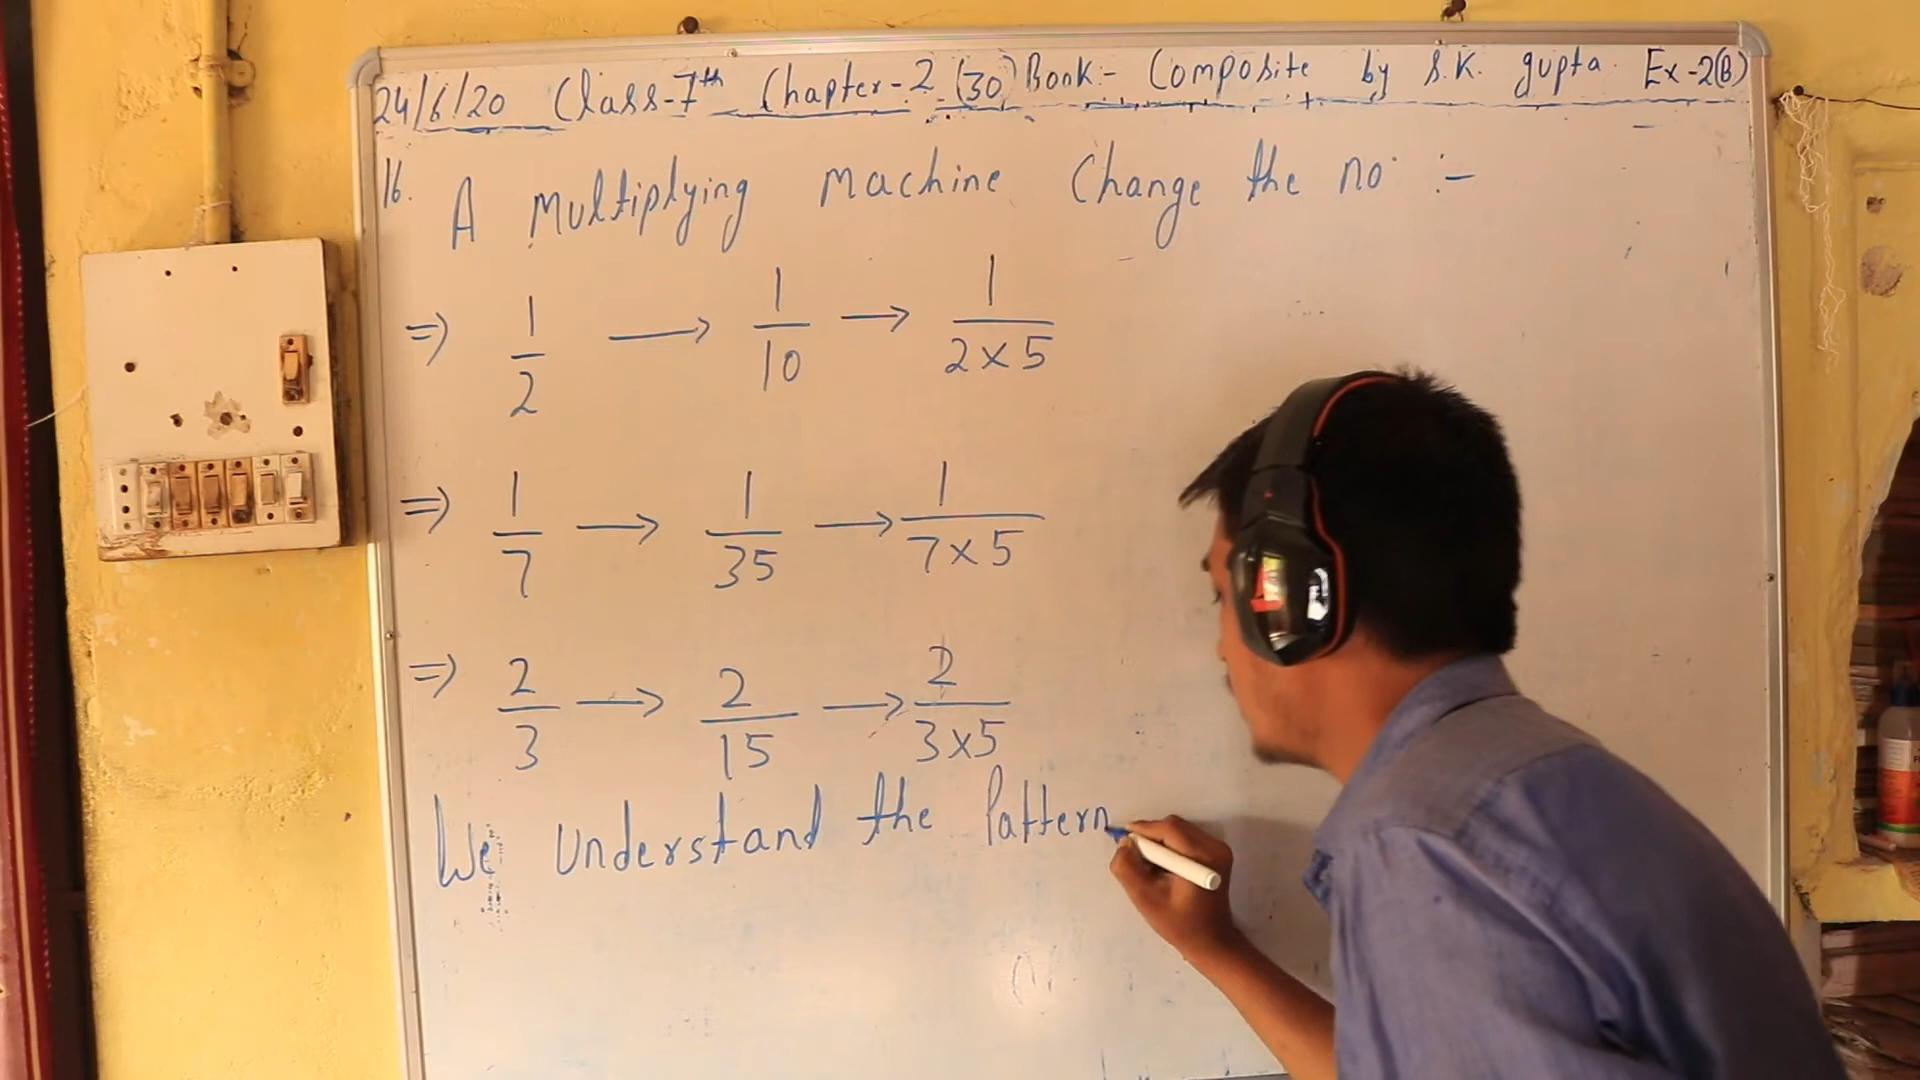 24/6/20 Class-7th Chapter-2 (30) Book:- Composite by S.K. gupta. Ex-2(B)
16. A Multiplying Machine Change the no :-
=> 1/2 → 1/10 → 1/2×5
=> 1/7 → 1/35 → 1/7×5
=> 2/3 → 2/15 → 2/3×5
We Understand the Pattern